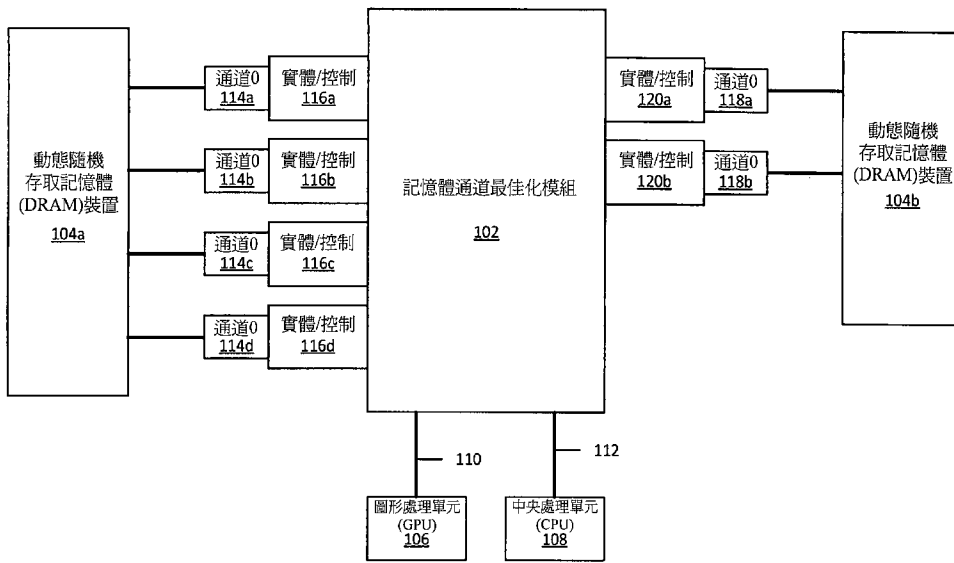 動態隨機
存取記憶體
(DRAM)裝置
104a
通道0
114a
實體/控制
116a
通道0
114b
實體/控制
116b
通道0
114c
實體/控制
116c
通道0
114d
實體/控制
116d
記憶體通道最佳化模組
102
實體/控制
120a
通道0
118a
實體/控制
120b
通道0
118b
動態隨機
存取記憶體
(DRAM)裝置
104b
110
112
圖形處理單元
(GPU)
106
中央處理單元
(CPU)
108